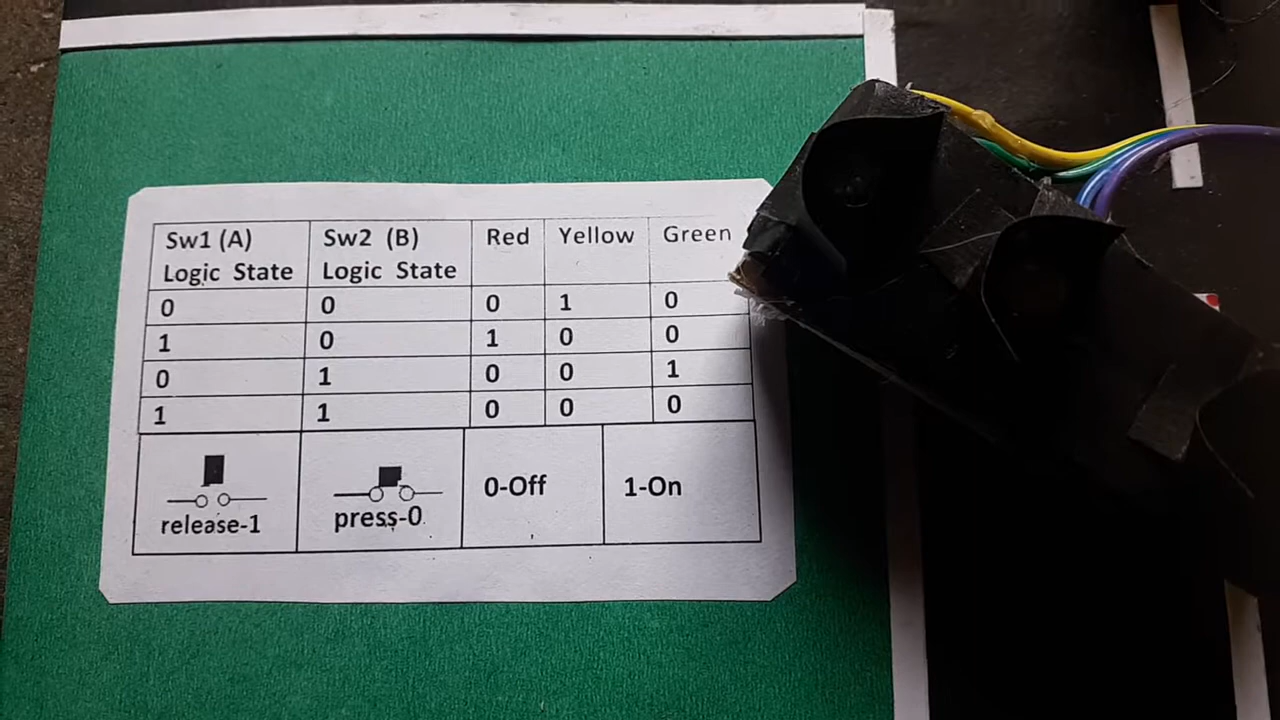 Sw1 (A) Sw2 (B) Red Yellow Green
Logic State Logic State
0 0 0 1 0
1 0 1 0 0
0 1 0 0 1
1 1 0 0 0
release-1 press-0 0-Off 1-On